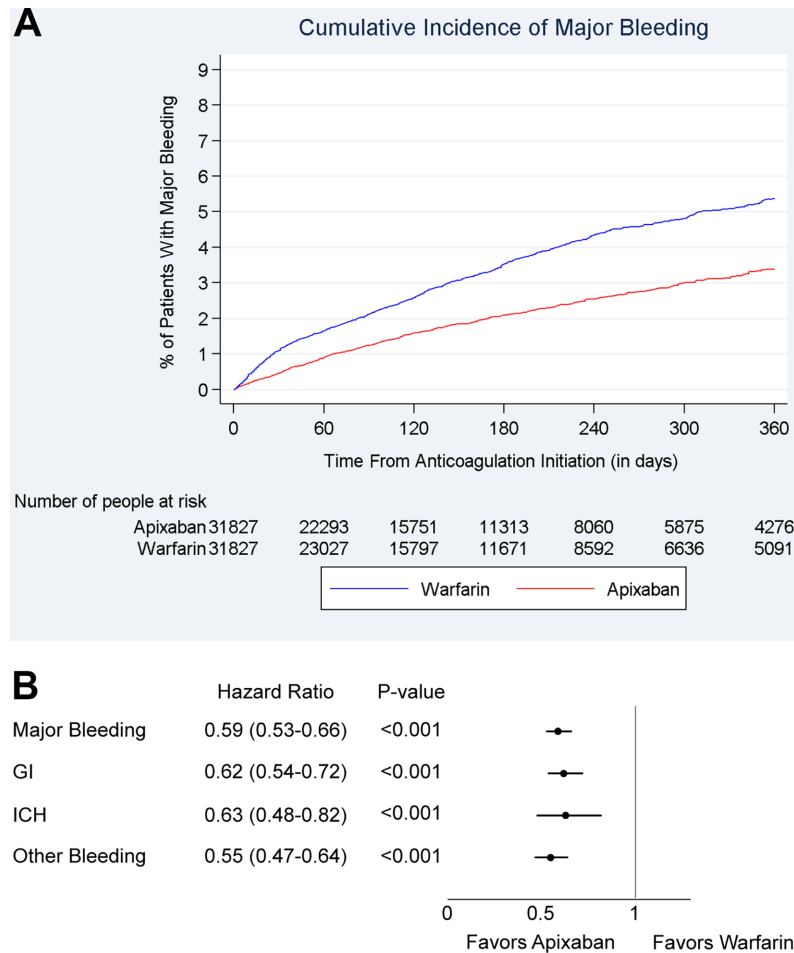 A
Cumulative Incidence of Major Bleeding
% of Patients With Major Bleeding
9
8
7
6
5
4
3
2
1
0
0 60 120 180 240 300 360
Time From Anticoagulation Initiation (in days)
Number of people at risk
Apixaban 31827 22293 15751 11313 8060 5875 4276
Warfarin 31827 23027 15797 11671 8592 6636 5091
Warfarin Apixaban
B
Hazard Ratio P-value
Major Bleeding 0.59 (0.53-0.66) <0.001
GI 0.62 (0.54-0.72) <0.001
ICH 0.63 (0.48-0.82) <0.001
Other Bleeding 0.55 (0.47-0.64) <0.001
0 0.5 1
Favors Apixaban Favors Warfarin